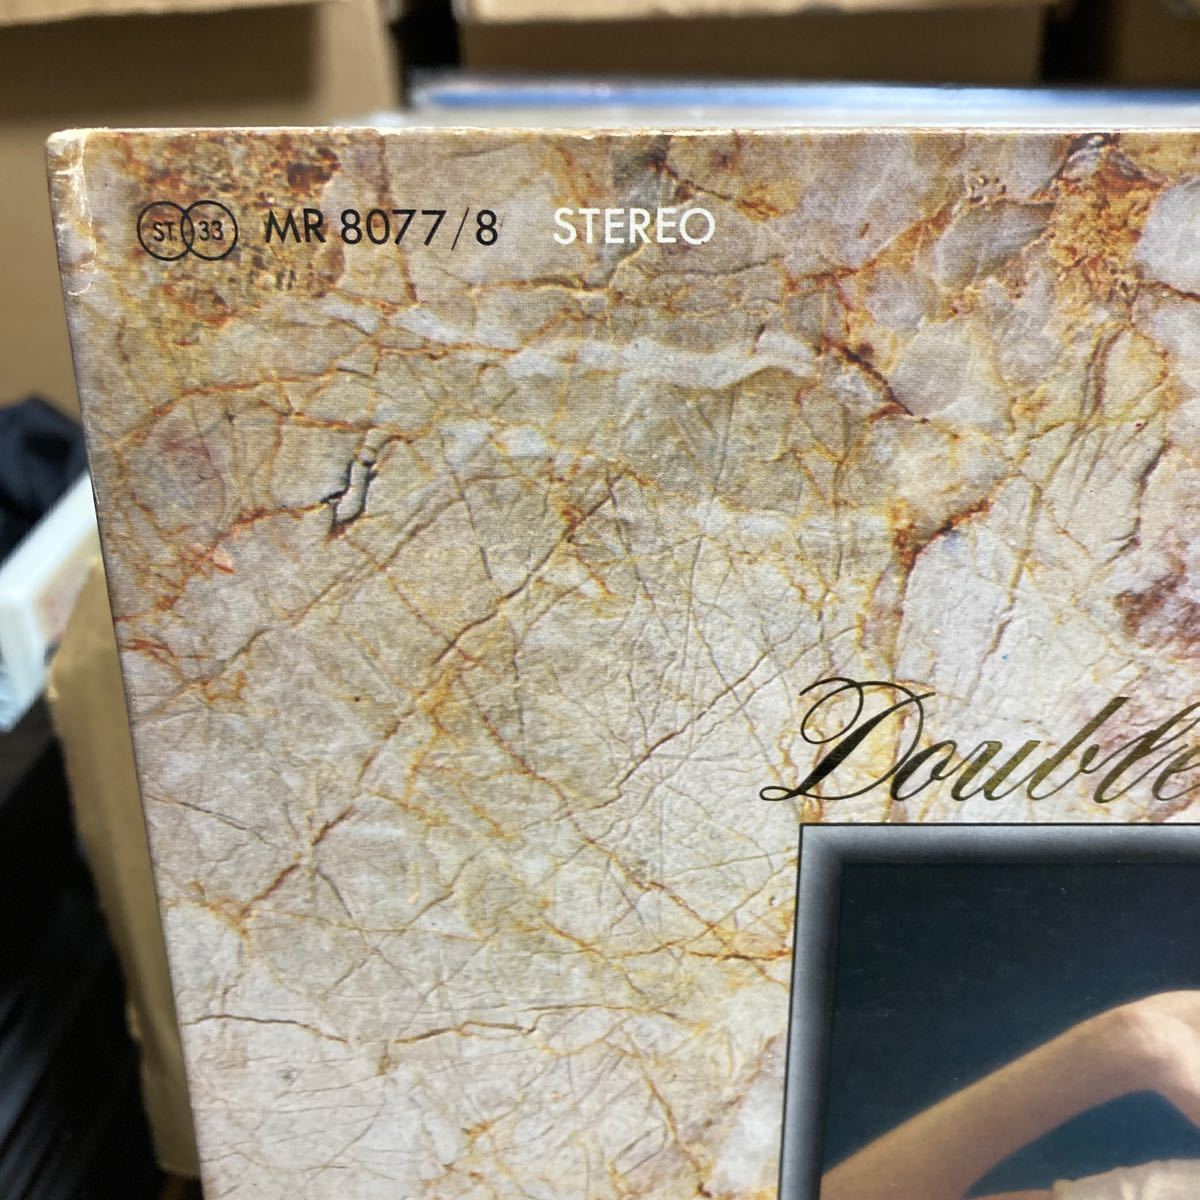 ST. 33 MR 8077/8 STEREO
Double